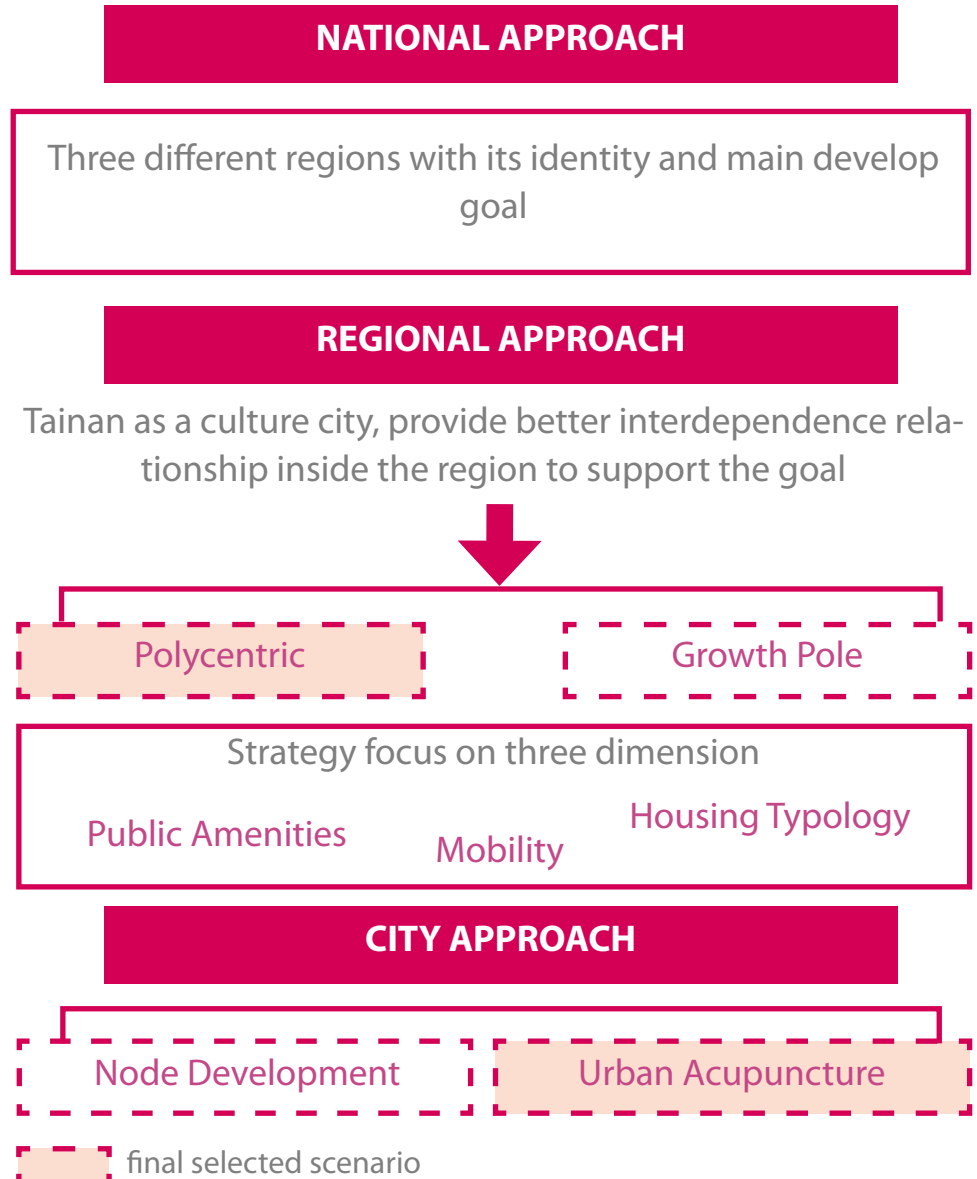 NATIONAL APPROACH
Three different regions with its identity and main develop
goal
REGIONAL APPROACH
Tainan as a culture city, provide better interdependence rela-
tionship inside the region to support the goal
Polycentric
Growth Pole
Strategy focus on three dimension
Public Amenities
Mobility
Housing Typology
CITY APPROACH
Node Development
Urban Acupuncture
final selected scenario